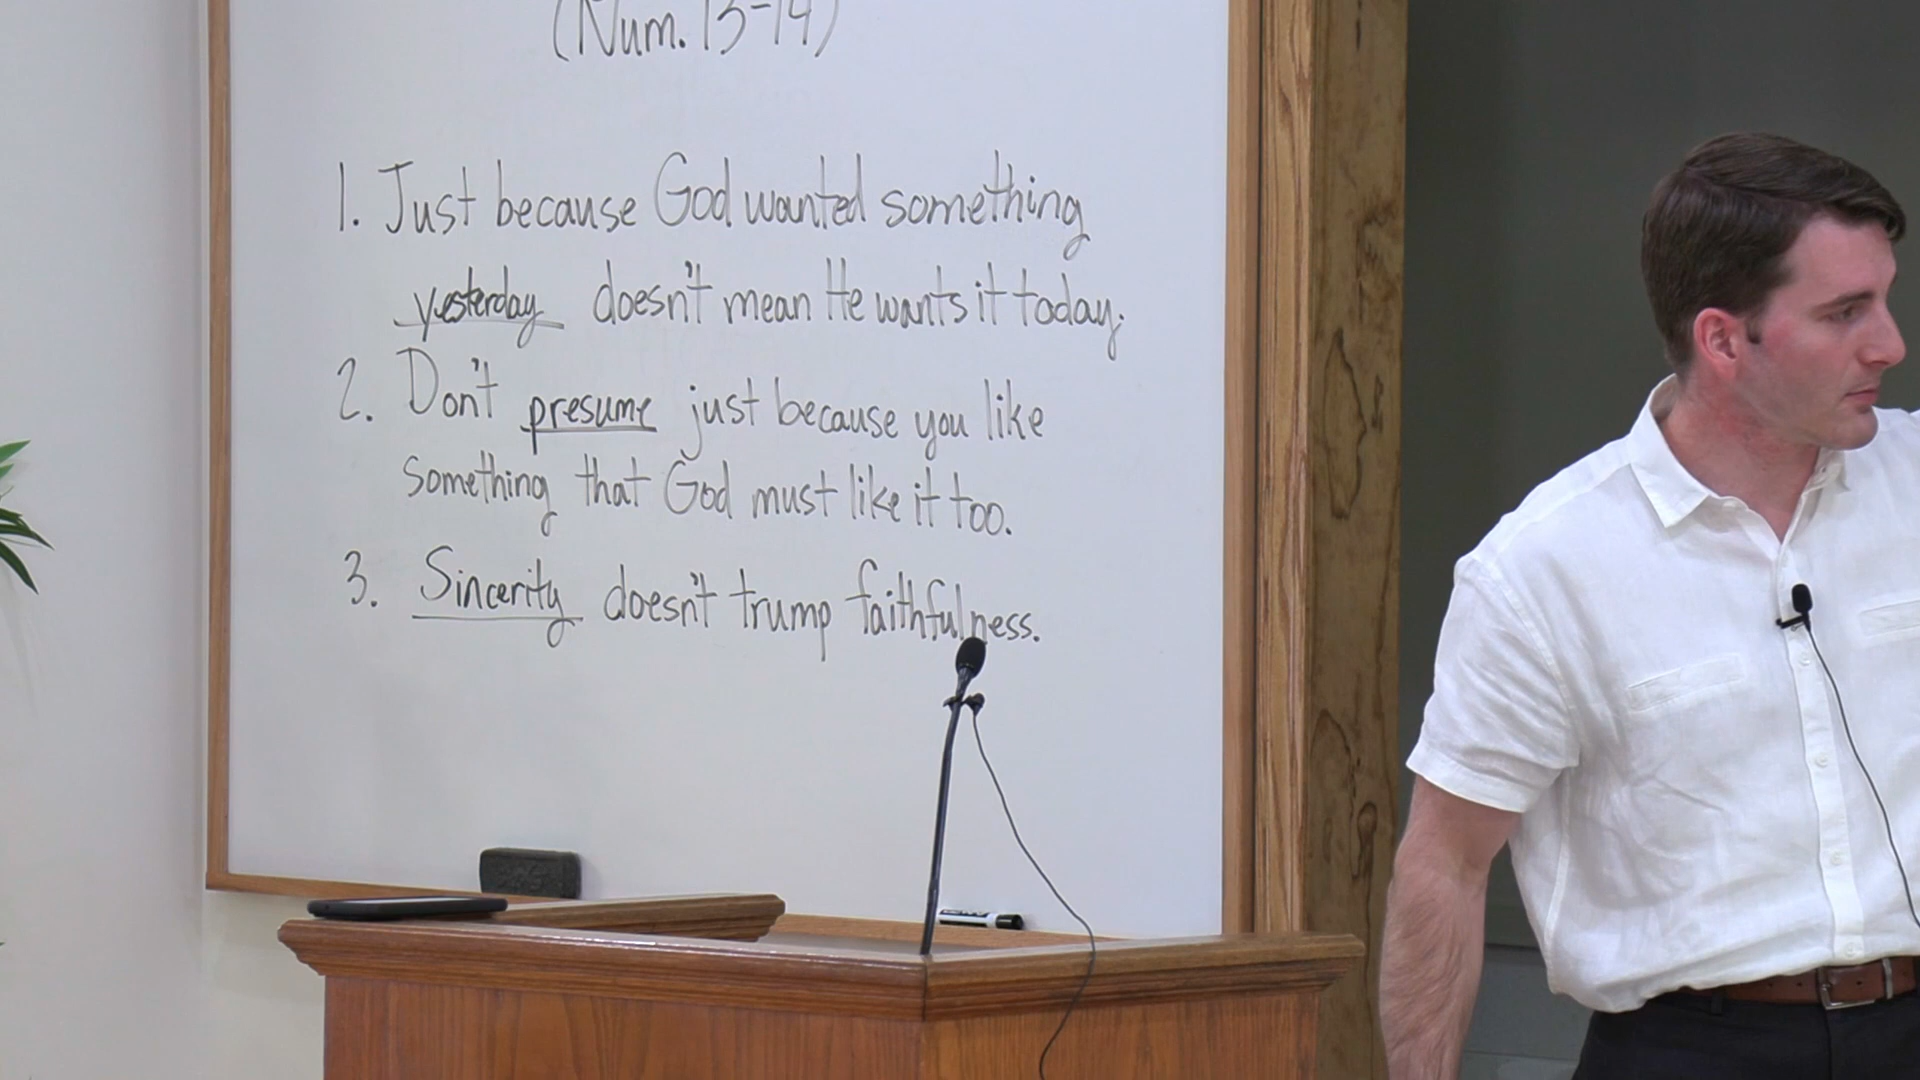 (Num. 13-14)
1. Just because God wanted something
yesterday doesn't mean He wants it today.
2. Don't presume just because you like
something that God must like it too.
3. Sincerity doesn't trump faithfulness.